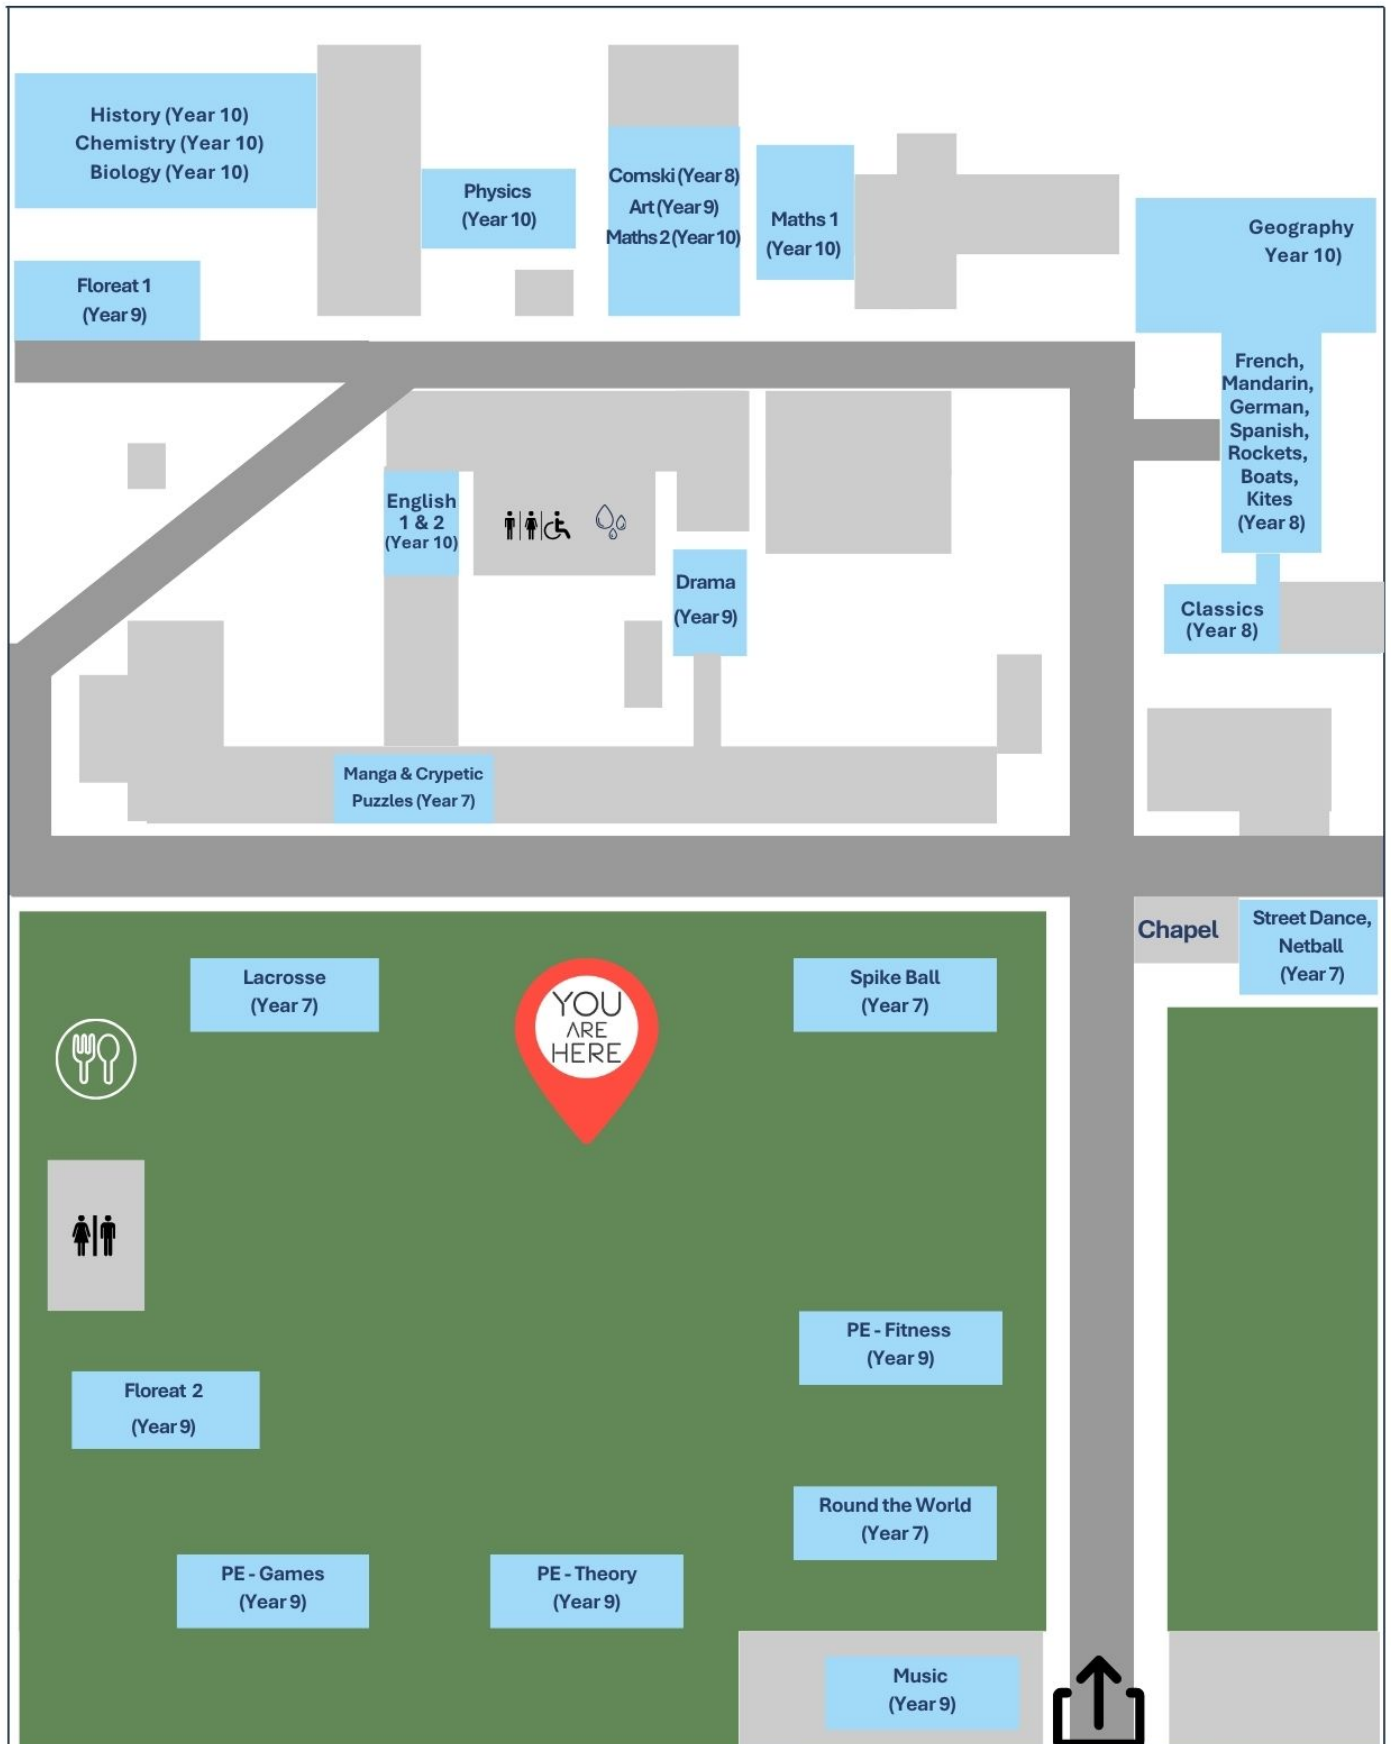 History (Year 10)
Chemistry (Year 10)
Biology (Year 10)
Physics
(Year 10)
Comski (Year 8)
Art (Year 9)
Maths 2 (Year 10)
Maths 1
(Year 10)
Geography
Year 10)
Floreat 1
(Year 9)
French,
Mandarin,
German,
Spanish,
Rockets,
Boats,
Kites
(Year 8)
English
1 & 2
(Year 10)
Drama
(Year 9)
Classics
(Year 8)
Manga & Crypetic
Puzzles (Year 7)
Chapel
Street Dance,
Netball
(Year 7)
Lacrosse
(Year 7)
YOU
ARE
HERE
Spike Ball
(Year 7)
PE - Fitness
(Year 9)
Floreat 2
(Year 9)
Round the World
(Year 7)
PE - Games
(Year 9)
PE - Theory
(Year 9)
Music
(Year 9)